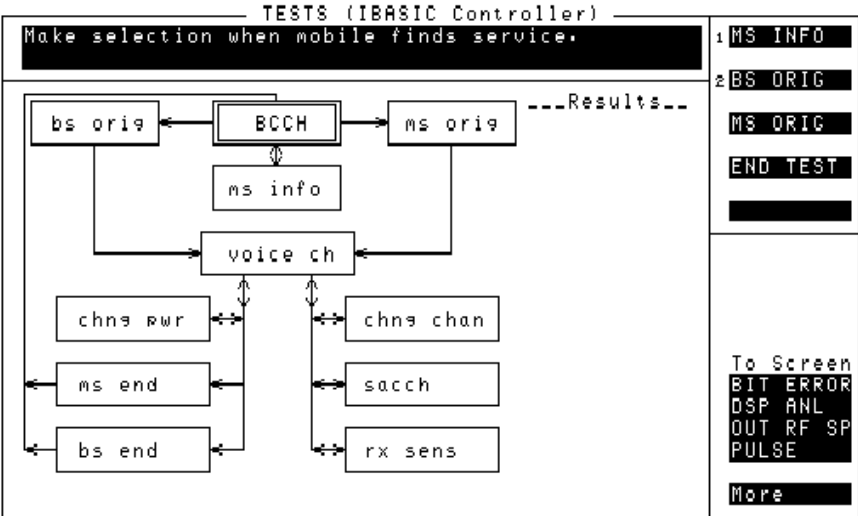 TESTS (IBASIC Controller)
Make selection when mobile finds service.
1 MS INFO
2 BS ORIG
MS ORIG
END TEST
___Results__
bs orig
BCCH
ms orig
ms info
voice ch
chng pwr
chng chan
ms end
sacch
bs end
rx sens
To Screen
BIT ERROR
DSP ANL
OUT RF SP
PULSE
More